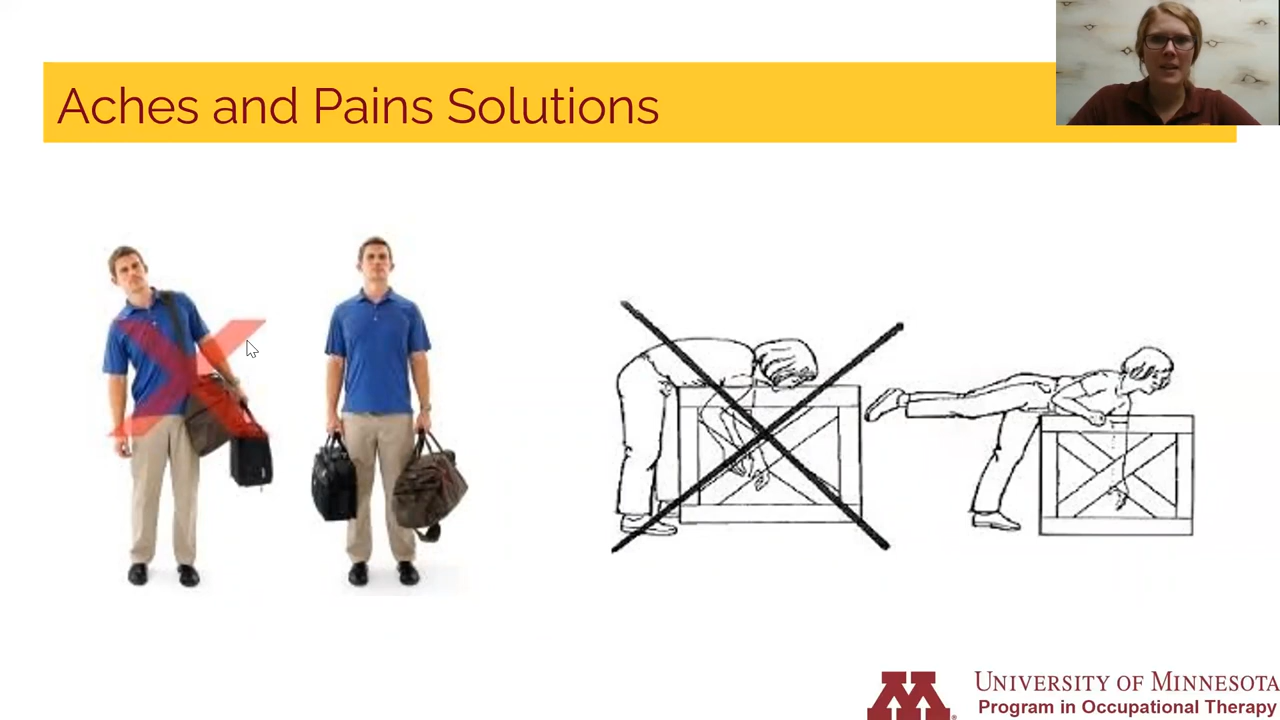 Aches and Pains Solutions
UNIVERSITY OF MINNESOTA
Program in Occupational Therapy